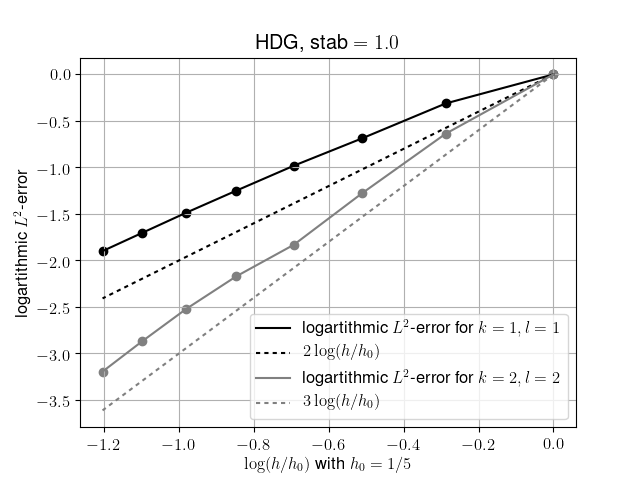 HDG, stab = 1.0
0.0
−0.5
−1.0
−1.5
−2.0
−2.5
−3.0
−3.5
logartithmic L²-error
logartithmic L²-error for k = 1, l = 1
2 log(h/h₀)
logartithmic L²-error for k = 2, l = 2
3 log(h/h₀)
−1.2 −1.0 −0.8 −0.6 −0.4 −0.2 0.0
log(h/h₀) with h₀ = 1/5